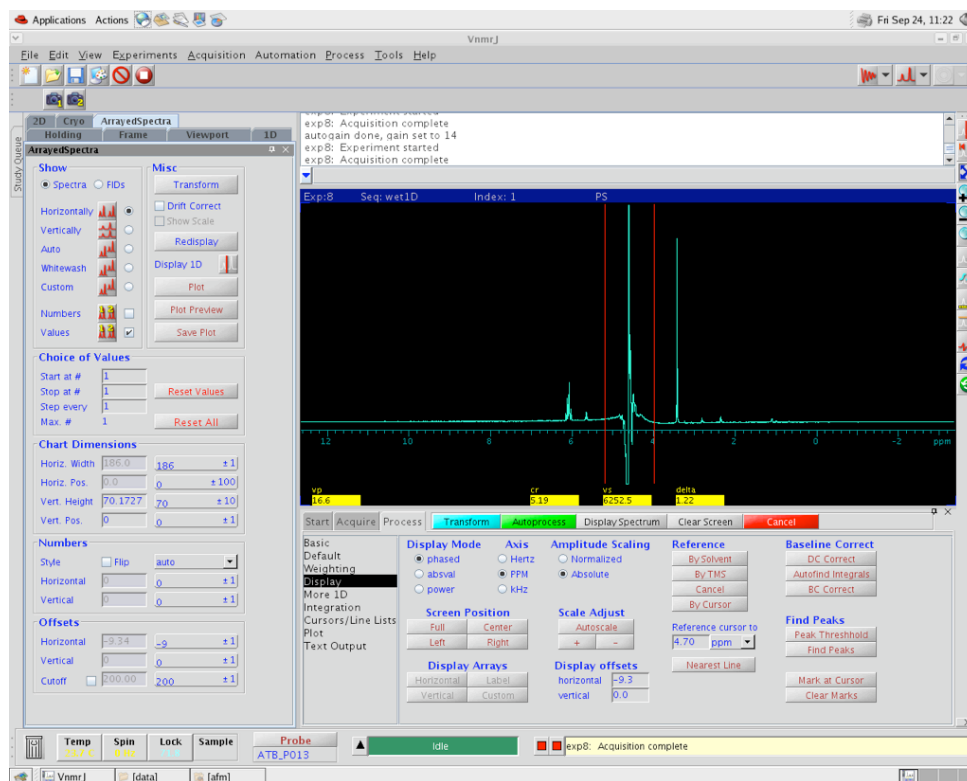 Applications Actions Fri Sep 24, 11:22
VnmrJ
File Edit View Experiments Acquisition Automation Process Tools Help
2D Cryo ArrayedSpectra
Holding Frame Viewport 1D
ArrayedSpectra
Study Queue
exp8: Experiment started
exp8: Acquisition complete
autogain done, gain set to 14
exp8: Experiment started
exp8: Acquisition complete
Show
Spectra FIDs
Horizontally
Vertically
Auto
Whitewash
Custom
Numbers
Values
Misc
Transform
Drift Correct
Show Scale
Redisplay
Display 1D
Plot
Plot Preview
Save Plot
Choice of Values
Start at # 1
Stop at # 1 Reset Values
Step every 1
Max. # 1 Reset All
Chart Dimensions
Horiz. Width 186.0 186 ±1
Horiz. Pos. 0.0 0 ±100
Vert. Height 70.1727 70 ±10
Vert. Pos. 0 0 ±1
Numbers
Style Flip auto
Horizontal 0 0 ±1
Vertical 0 0 ±1
Offsets
Horizontal -9.34 -9 ±1
Vertical 0 0 ±1
Cutoff 200.00 200 ±1
Exp:8 Seq: wet1D Index: 1 PS
12 10 8 6 4 2 0 -2 ppm
vp cr vs delta
16.6 5.19 6252.5 1.22
Start Acquire Process Transform Autoprocess Display Spectrum Clear Screen Cancel
Basic
Default
Weighting
Display
More 1D
Integration
Cursors/Line Lists
Plot
Text Output
Display Mode
phased
absval
power
Axis
Hertz
PPM
kHz
Amplitude Scaling
Normalized
Absolute
Screen Position
Full Center
Left Right
Scale Adjust
Autoscale
+ -
Display Arrays
Horizontal Label
Vertical Custom
Display offsets
horizontal -9.3
vertical 0.0
Reference
By Solvent
By TMS
Cancel
By Cursor
Reference cursor to
4.70 ppm
Nearest Line
Baseline Correct
DC Correct
Autofind Integrals
BC Correct
Find Peaks
Peak Threshhold
Find Peaks
Mark at Cursor
Clear Marks
Temp Spin Lock Sample
Probe
ATB_P013
Idle
exp8: Acquisition complete
VnmrJ [data] [afm]